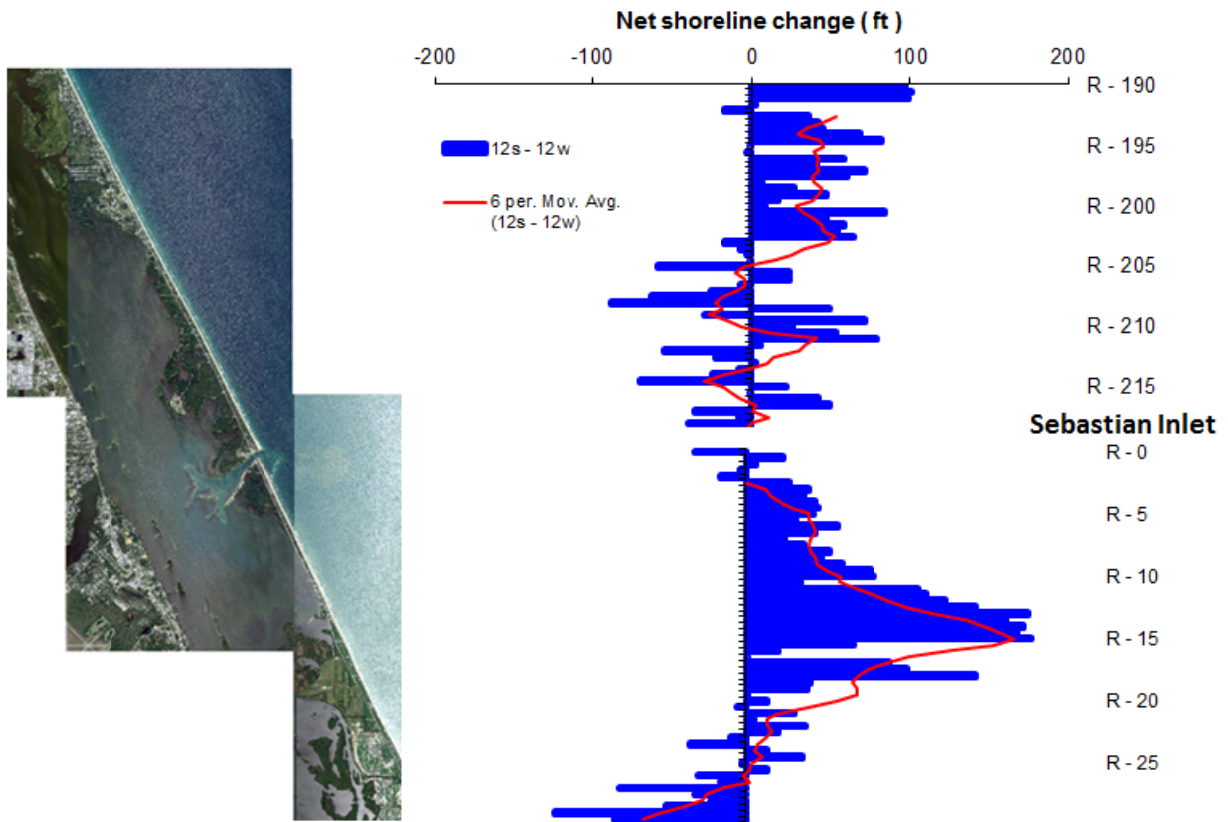 Net shoreline change ( ft )
-200 -100 0 100 200
12s - 12w
6 per. Mov. Avg.
(12s - 12w)
R - 190
R - 195
R - 200
R - 205
R - 210
R - 215
Sebastian Inlet
R - 0
R - 5
R - 10
R - 15
R - 20
R - 25